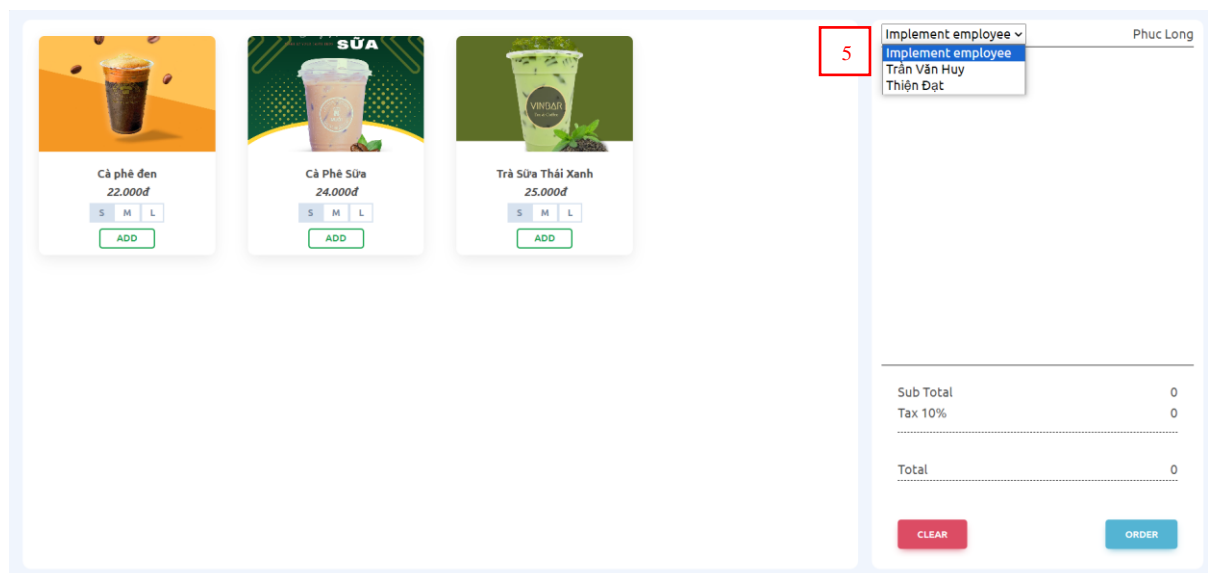 SỮA
VINBAR
Cà phê đen
22.000đ
S M L
ADD
Cà Phê Sữa
24.000đ
S M L
ADD
Trà Sữa Thái Xanh
25.000đ
S M L
ADD
5
Implement employee
Phuc Long
Implement employee
Trần Văn Huy
Thiện Đạt
Sub Total 0
Tax 10% 0
Total 0
CLEAR
ORDER